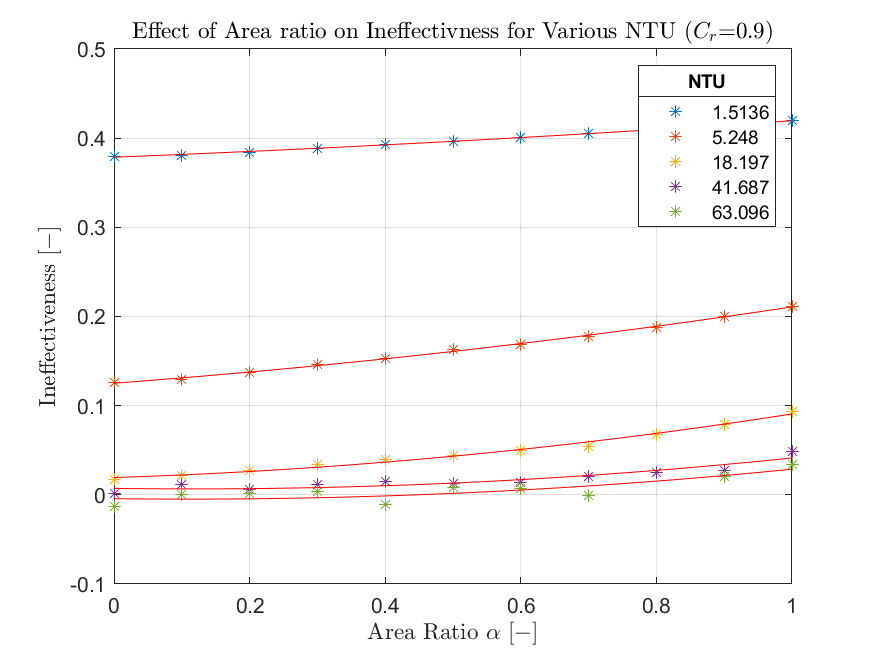 Effect of Area ratio on Ineffectivness for Various NTU (Cᵣ=0.9)
0.5
0.4
0.3
0.2
0.1
0
-0.1
Ineffectiveness [−]
NTU
1.5136
5.248
18.197
41.687
63.096
0 0.2 0.4 0.6 0.8 1
Area Ratio α [−]